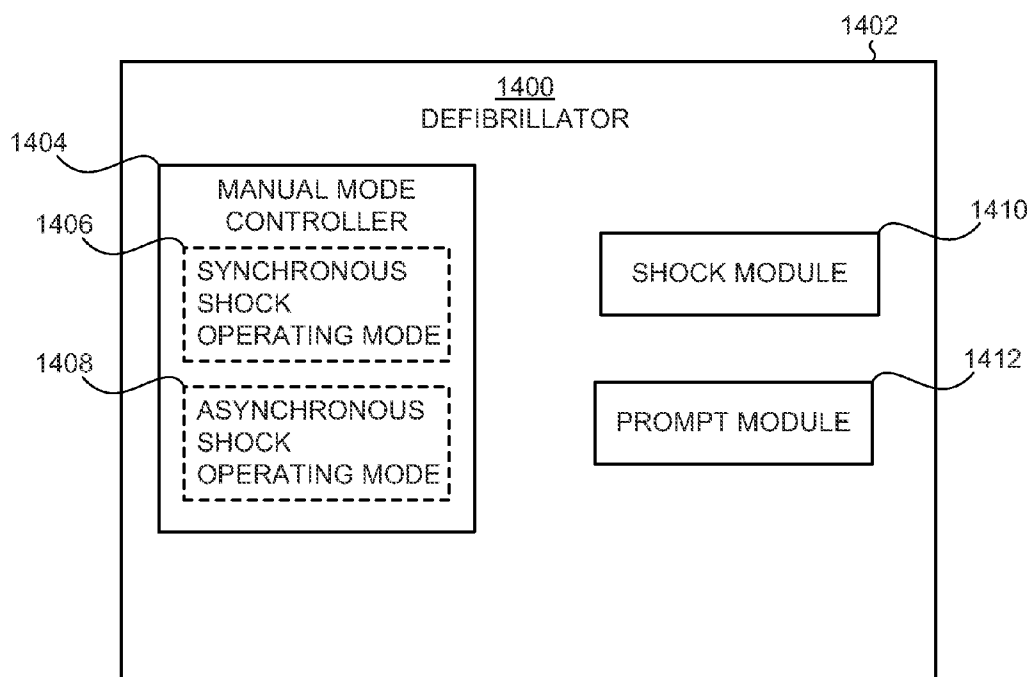 1402
1400
DEFIBRILLATOR
1404
MANUAL MODE
CONTROLLER
1406
SYNCHRONOUS
SHOCK
OPERATING MODE
1408
ASYNCHRONOUS
SHOCK
OPERATING MODE
1410
SHOCK MODULE
1412
PROMPT MODULE